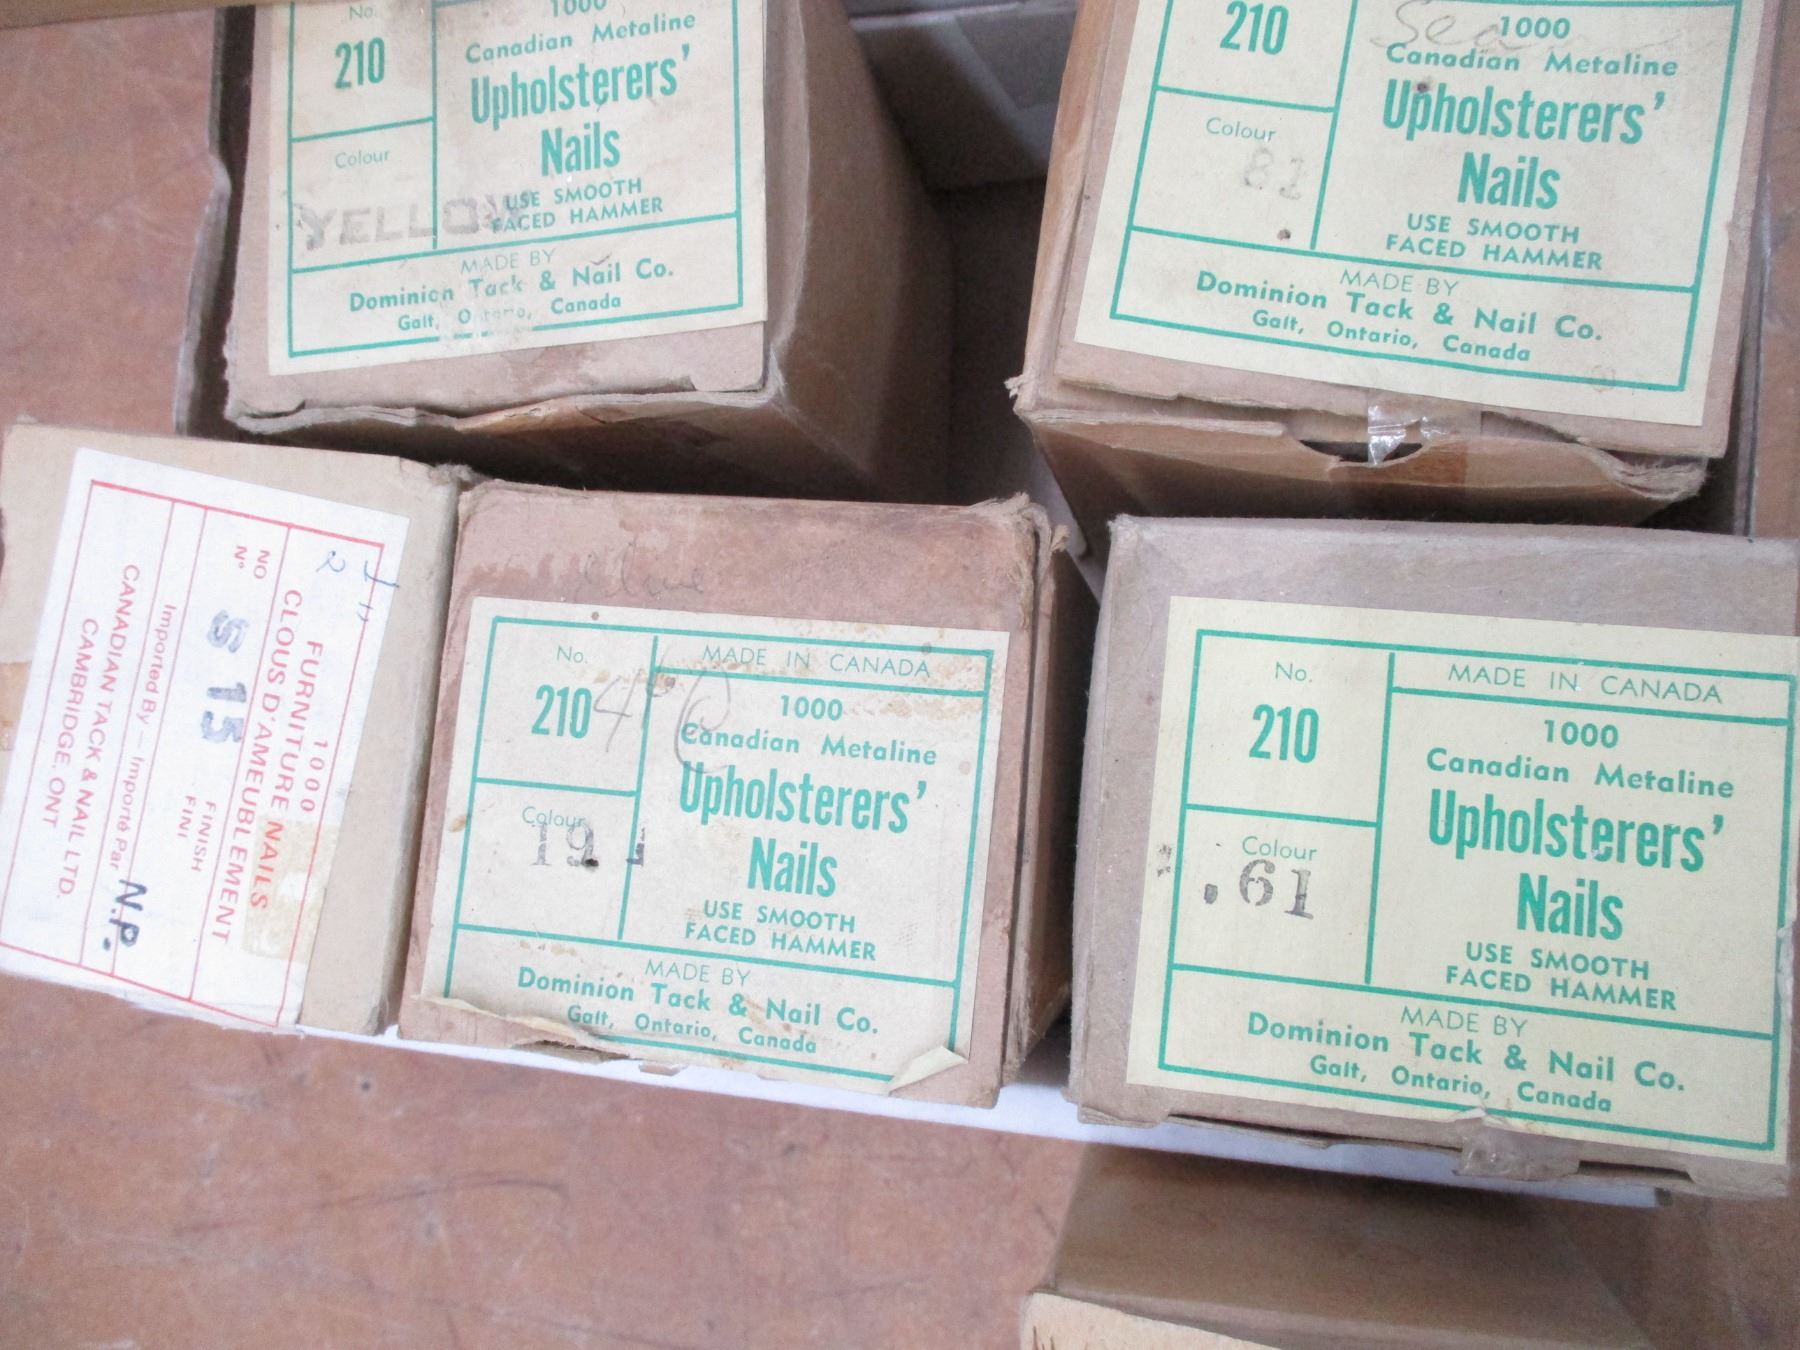 No.
210
Colour
YELLOW
1000
Canadian Metaline
Upholsterers'
Nails
USE SMOOTH
FACED HAMMER
MADE BY
Dominion Tack & Nail Co.
Galt, Ontario, Canada
210
Colour
81
1000
Canadian Metaline
Upholsterers'
Nails
USE SMOOTH
FACED HAMMER
MADE BY
Dominion Tack & Nail Co.
Galt, Ontario, Canada
1000
FURNITURE NAILS
CLOUS D'AMEUBLEMENT
NO
N°
S 15
FINISH
FINI
N.P.
Imported By – Importé Par
CANADIAN TACK & NAIL LTD.
CAMBRIDGE, ONT
No.
210
Colour
19
MADE IN CANADA
1000
Canadian Metaline
Upholsterers'
Nails
USE SMOOTH
FACED HAMMER
MADE BY
Dominion Tack & Nail Co.
Galt, Ontario, Canada
No.
210
Colour
.61
MADE IN CANADA
1000
Canadian Metaline
Upholsterers'
Nails
USE SMOOTH
FACED HAMMER
MADE BY
Dominion Tack & Nail Co.
Galt, Ontario, Canada